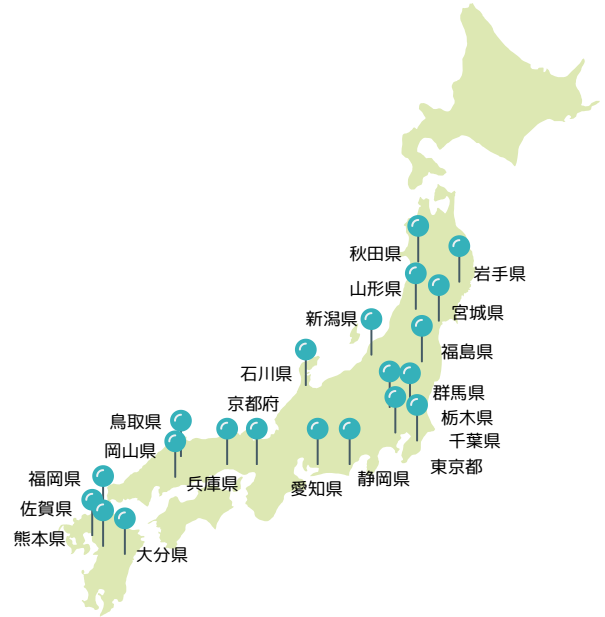 秋田県
岩手県
山形県
宮城県
新潟県
福島県
石川県
群馬県
京都府
栃木県
鳥取県
千葉県
岡山県
東京都
福岡県
兵庫県
愛知県
静岡県
佐賀県
熊本県
大分県